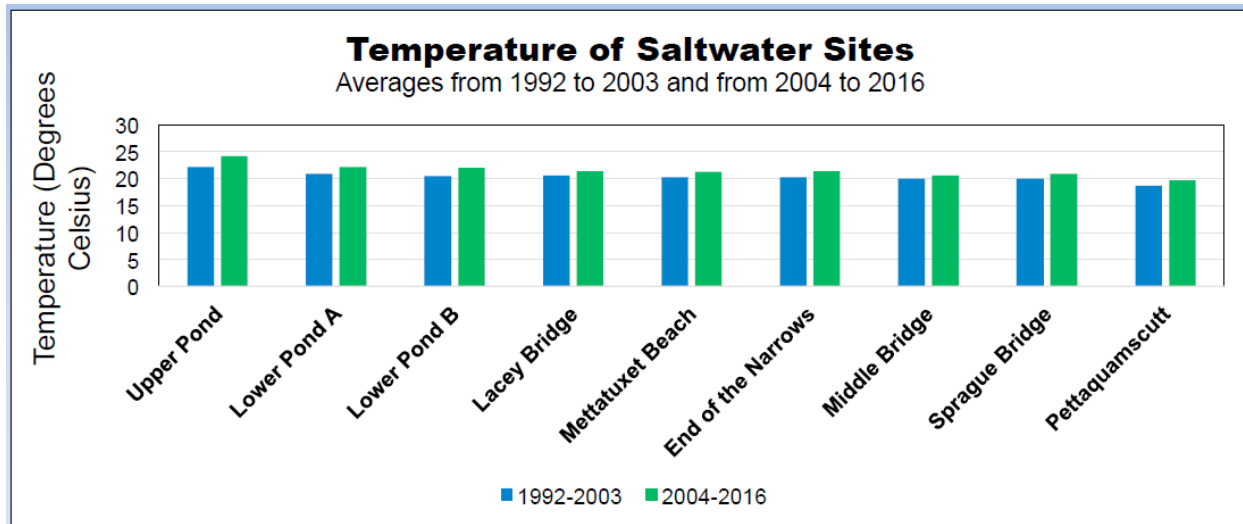 Temperature of Saltwater Sites
Averages from 1992 to 2003 and from 2004 to 2016
Temperature (Degrees
Celsius)
30
25
20
15
10
5
0
Upper Pond
Lower Pond A
Lower Pond B
Lacey Bridge
Mettatuxet Beach
End of the Narrows
Middle Bridge
Sprague Bridge
Pettaquamscutt
1992-2003
2004-2016